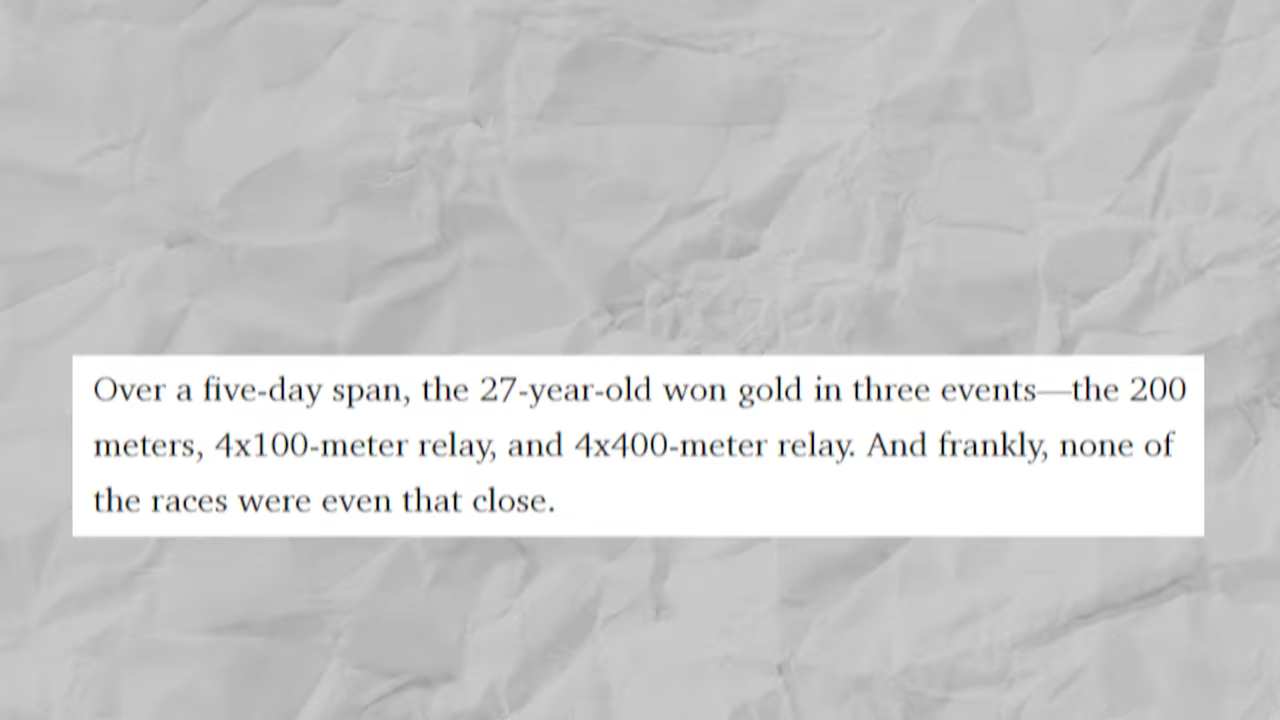 Over a five-day span, the 27-year-old won gold in three events—the 200
meters, 4x100-meter relay, and 4x400-meter relay. And frankly, none of
the races were even that close.